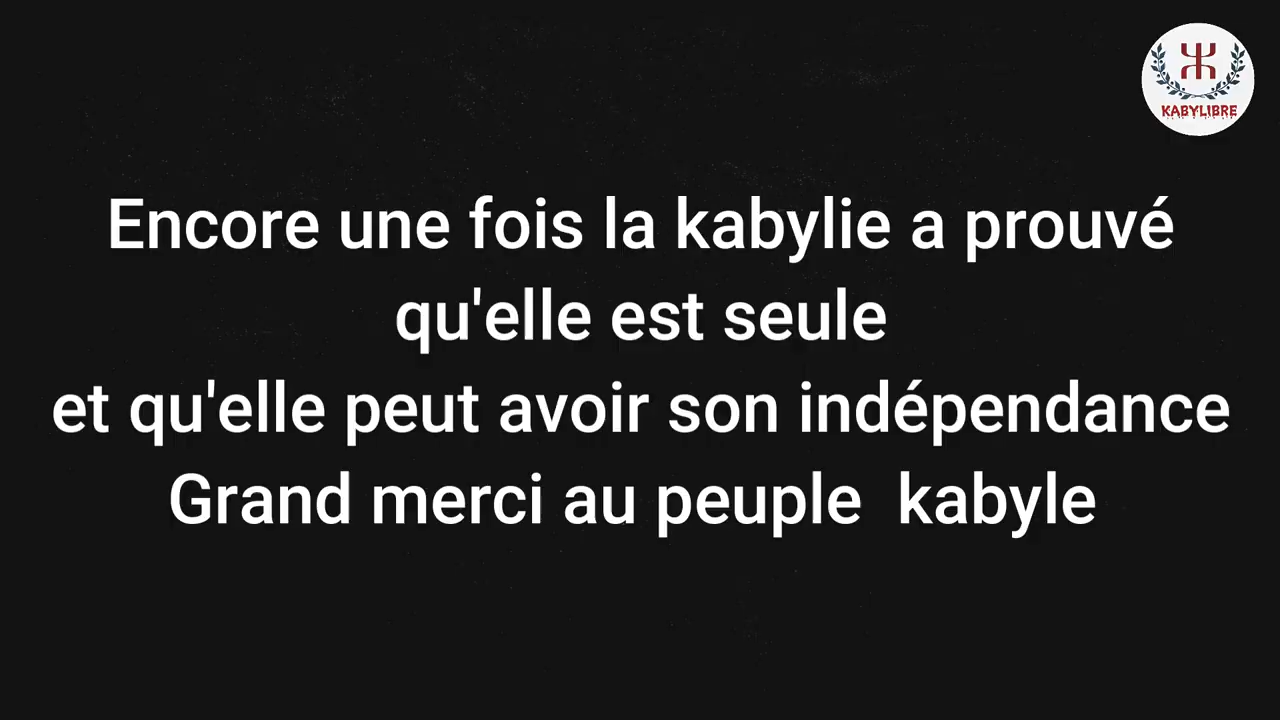 ⵣ
KABYLIBRE
Encore une fois la kabylie a prouvé
qu'elle est seule
et qu'elle peut avoir son indépendance
Grand merci au peuple  kabyle